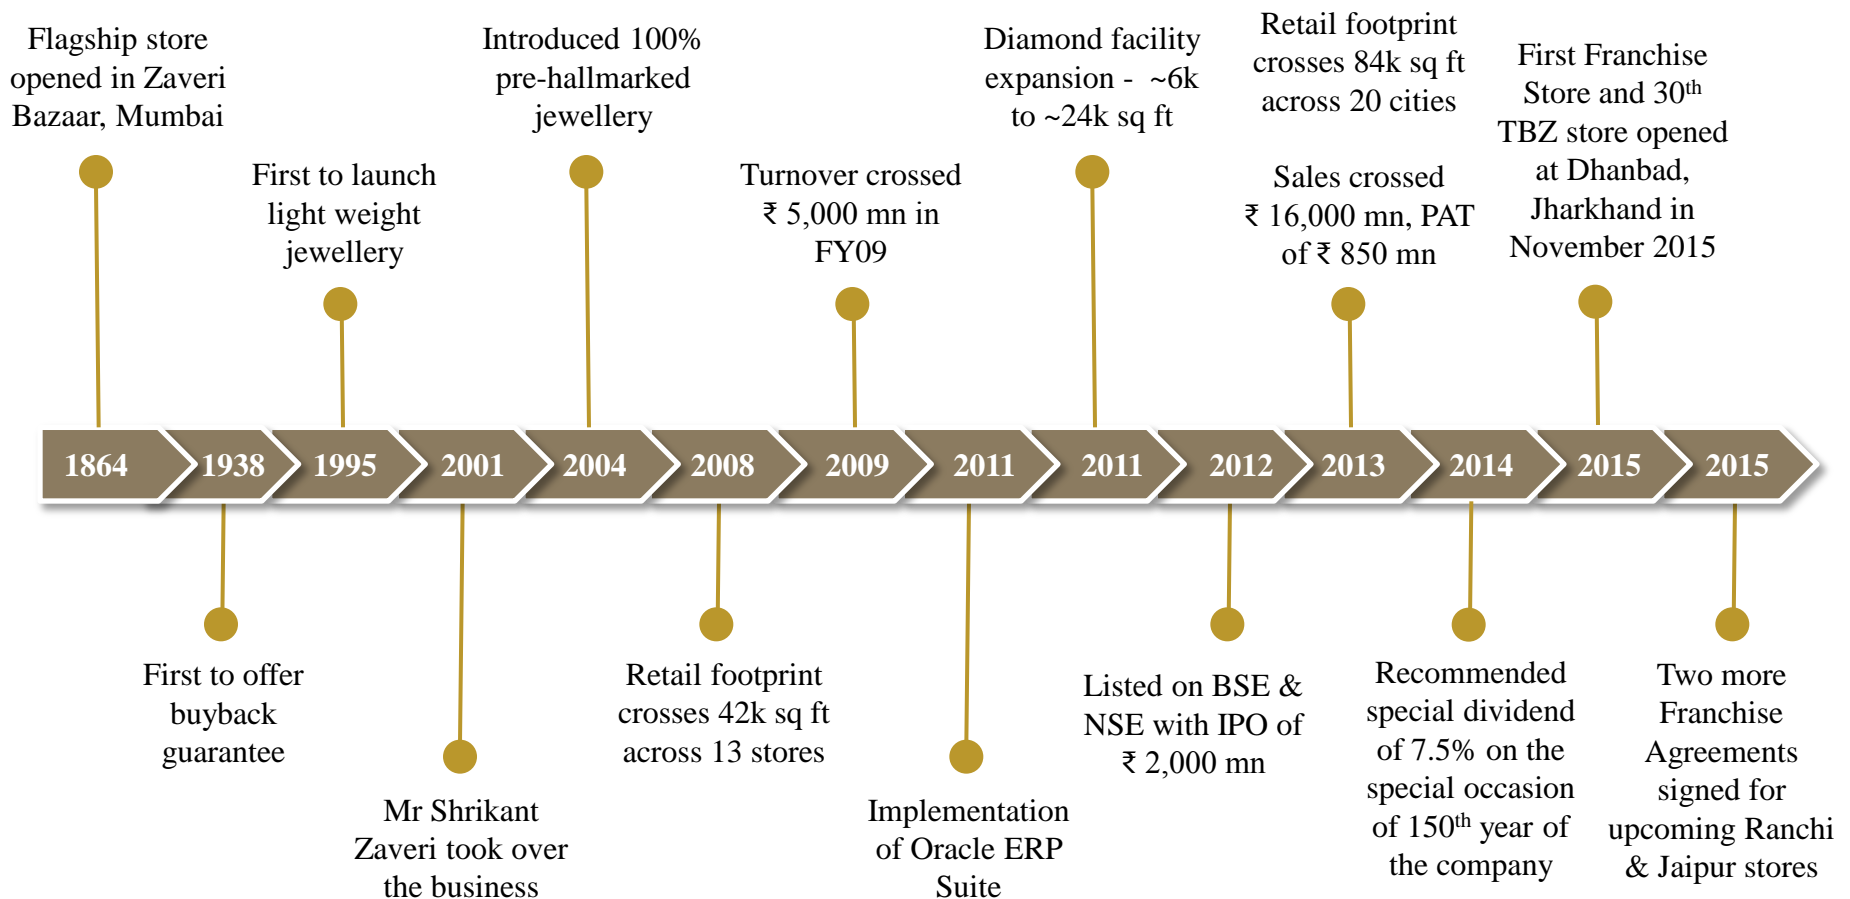 Flagship store
opened in Zaveri
Bazaar, Mumbai
First to launch
light weight
jewellery
Introduced 100%
pre-hallmarked
jewellery
Turnover crossed
₹ 5,000 mn in
FY09
Diamond facility
expansion - ~6k
to ~24k sq ft
Retail footprint
crosses 84k sq ft
across 20 cities
Sales crossed
₹ 16,000 mn, PAT
of ₹ 850 mn
First Franchise
Store and 30th
TBZ store opened
at Dhanbad,
Jharkhand in
November 2015
1864 1938 1995 2001 2004 2008 2009 2011 2011 2012 2013 2014 2015 2015
First to offer
buyback
guarantee
Mr Shrikant
Zaveri took over
the business
Retail footprint
crosses 42k sq ft
across 13 stores
Implementation
of Oracle ERP
Suite
Listed on BSE &
NSE with IPO of
₹ 2,000 mn
Recommended
special dividend
of 7.5% on the
special occasion
of 150th year of
the company
Two more
Franchise
Agreements
signed for
upcoming Ranchi
& Jaipur stores